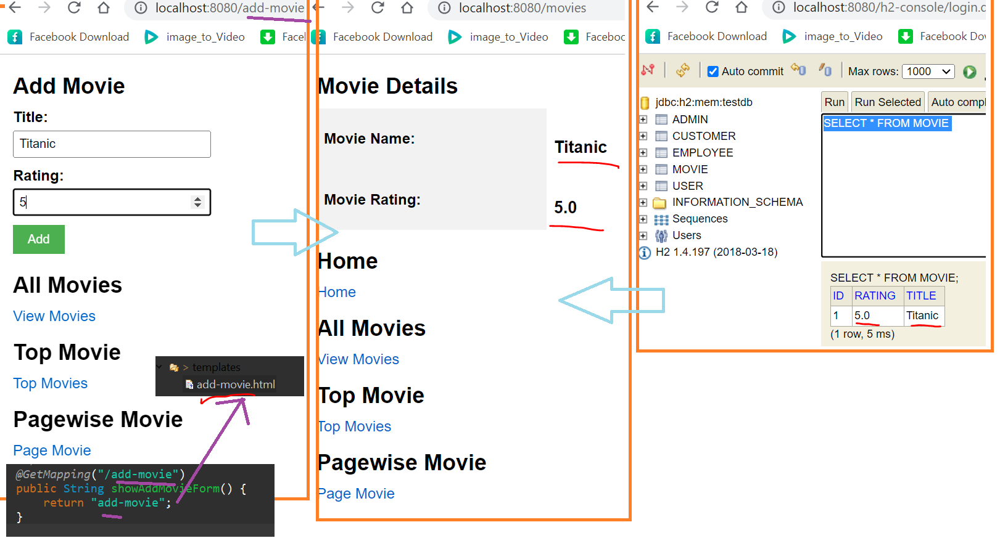 localhost:8080/add-movie
Facebook Download
image_to_Video
Facel
Add Movie
Title:
Titanic
Rating:
5
Add
All Movies
View Movies
Top Movie
Top Movies
Pagewise Movie
Page Movie
> templates
add-movie.html
@GetMapping("/add-movie")
public String showAddMovieForm() {
return "add-movie";
}
localhost:8080/movies
Facebook Download
image_to_Video
Faceboc
Movie Details
Movie Name:
Titanic
Movie Rating:
5.0
Home
Home
All Movies
View Movies
Top Movie
Top Movies
Pagewise Movie
Page Movie
localhost:8080/h2-console/login.
Facebook Download
image_to_Video
Facebook Do
Auto commit
Max rows: 1000
jdbc:h2:mem:testdb
ADMIN
CUSTOMER
EMPLOYEE
MOVIE
USER
INFORMATION_SCHEMA
Sequences
Users
H2 1.4.197 (2018-03-18)
Run Run Selected Auto compl
SELECT * FROM MOVIE
SELECT * FROM MOVIE;
ID RATING TITLE
1 5.0 Titanic
(1 row, 5 ms)